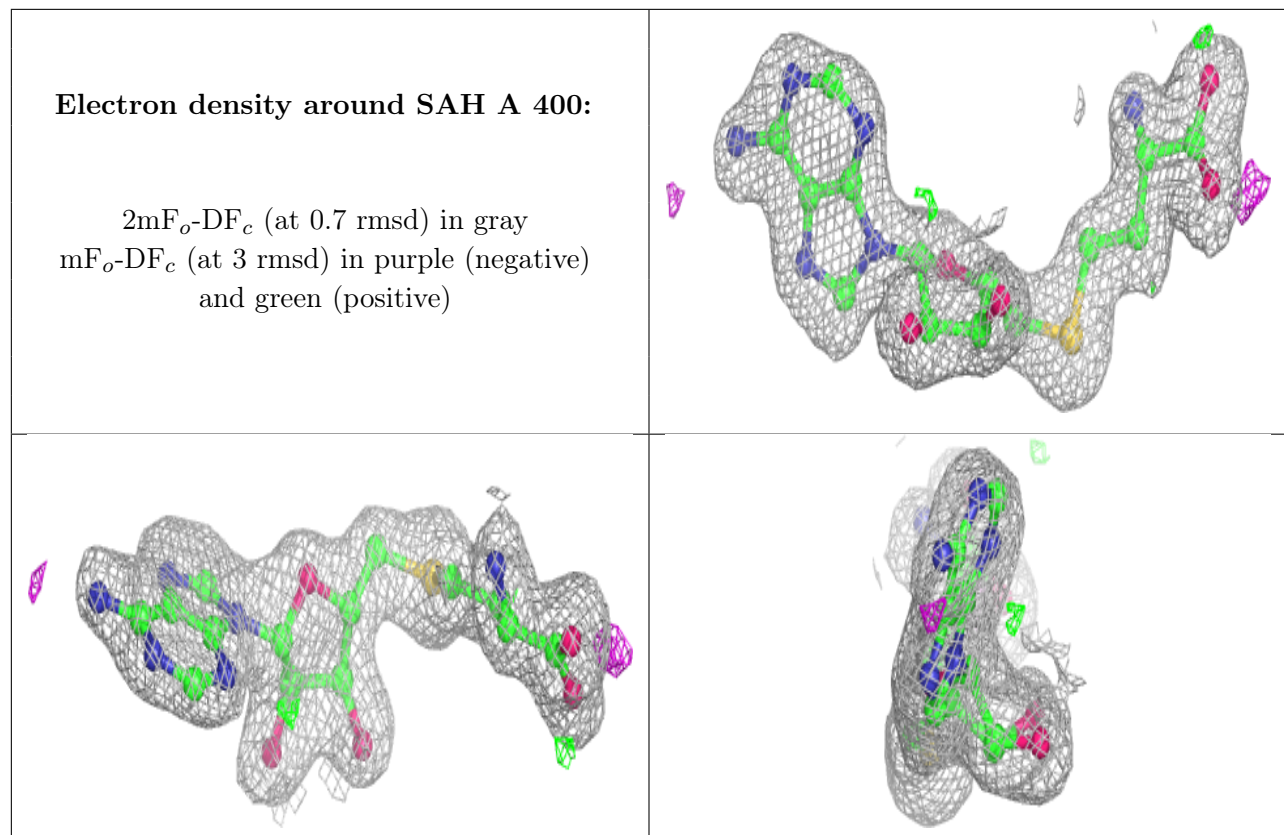 Electron density around SAH A 400:
2mFo-DFc (at 0.7 rmsd) in gray
mFo-DFc (at 3 rmsd) in purple (negative)
and green (positive)